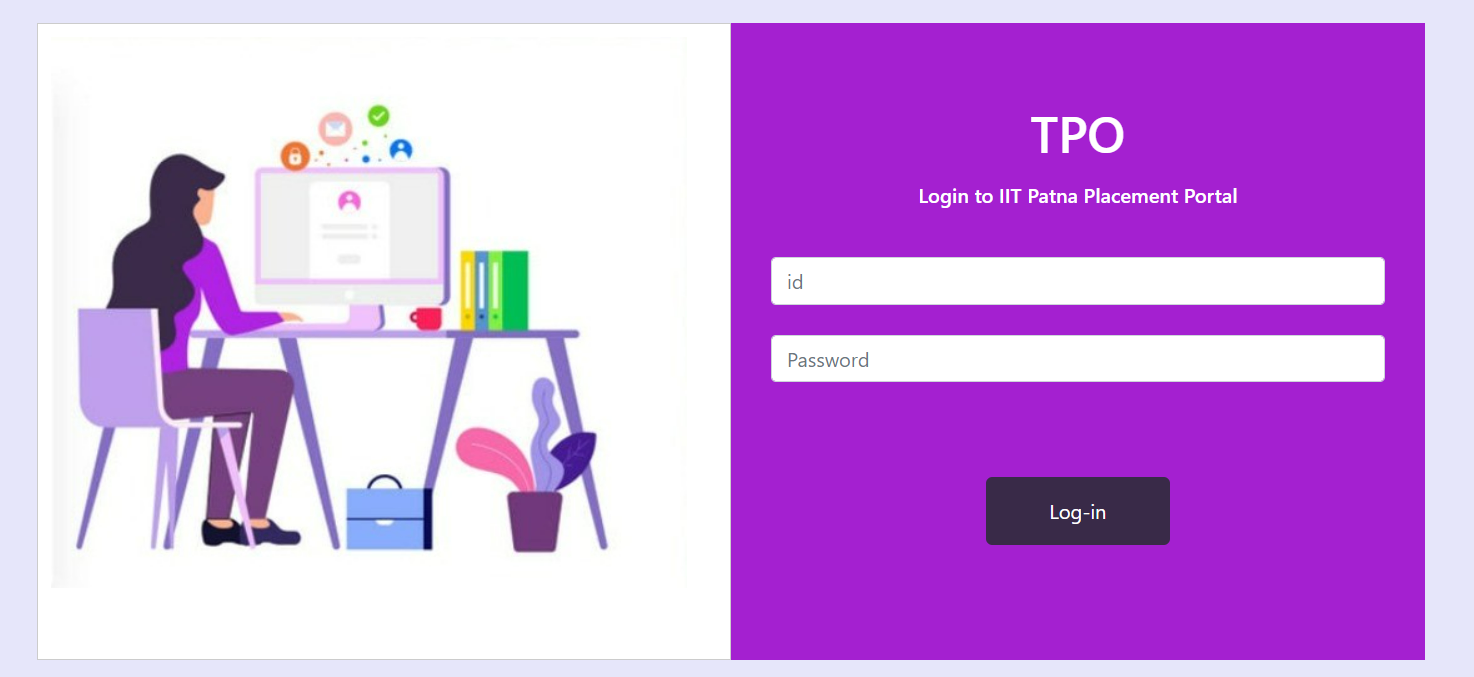 TPO
Login to IIT Patna Placement Portal
id
Password
Log-in